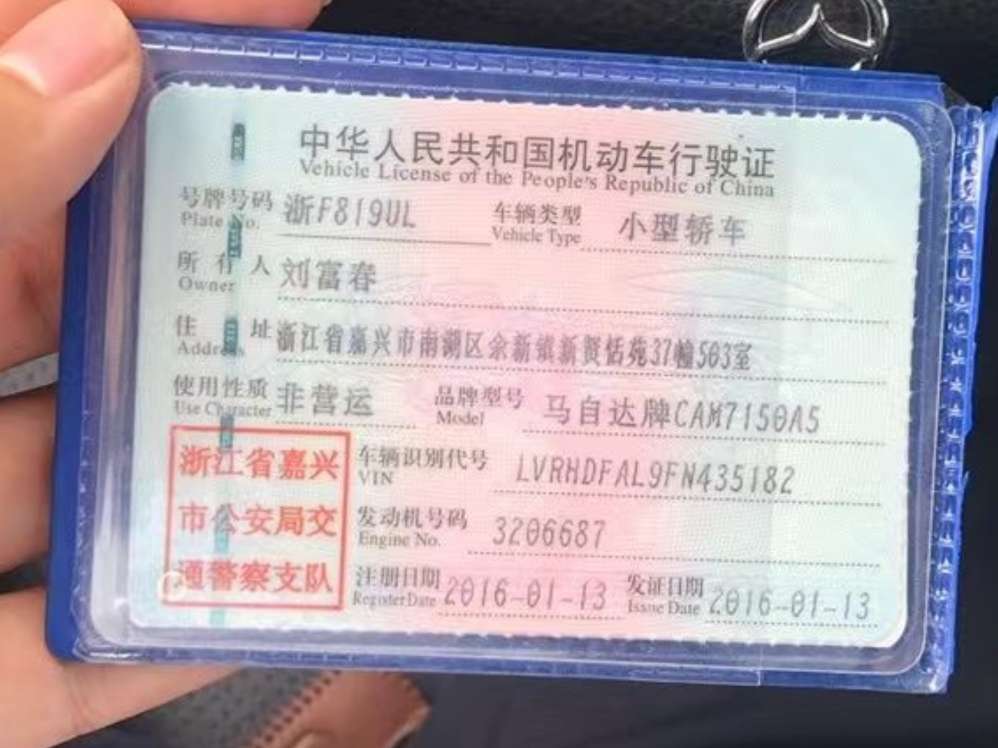 中华人民共和国机动车行驶证
Vehicle License of the People's Republic of China
号牌号码 浙F819UL 车辆类型 小型轿车
Plate No. Vehicle Type
所有人 刘富春
Owner
住址 浙江省嘉兴市南湖区余新镇新贺恬苑37幢503室
Address
使用性质 非营运 品牌型号 马自达牌CAM7150A5
Use Character Model
浙江省嘉兴
市公安局交
通警察支队
车辆识别代号 LVRHDFAL9FN435182
VIN
发动机号码 3206687
Engine No.
注册日期 2016-01-13 发证日期 2016-01-13
Register Date Issue Date